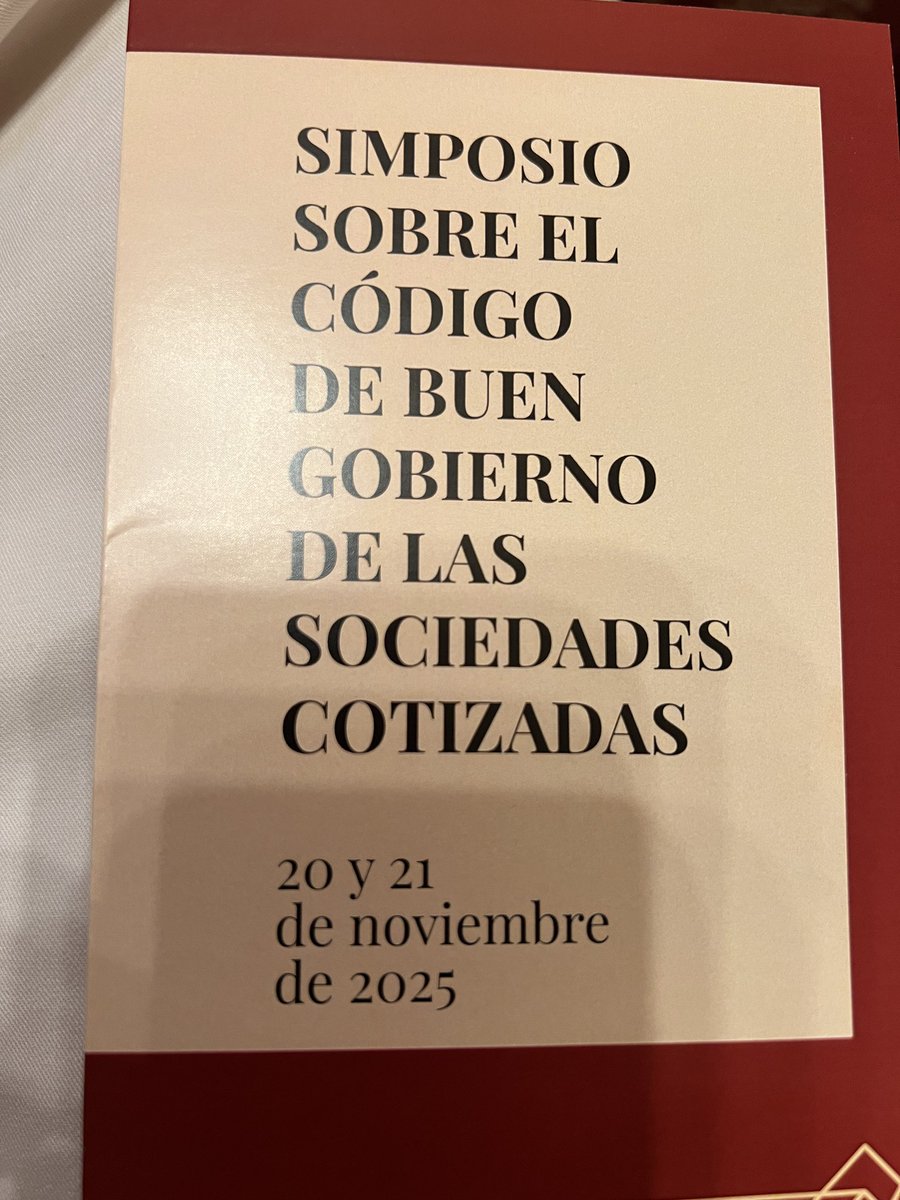 SIMPOSIO
SOBRE EL
CÓDIGO
DE BUEN
GOBIERNO
DE LAS
SOCIEDADES
COTIZADAS
20 y 21
de noviembre
de 2025